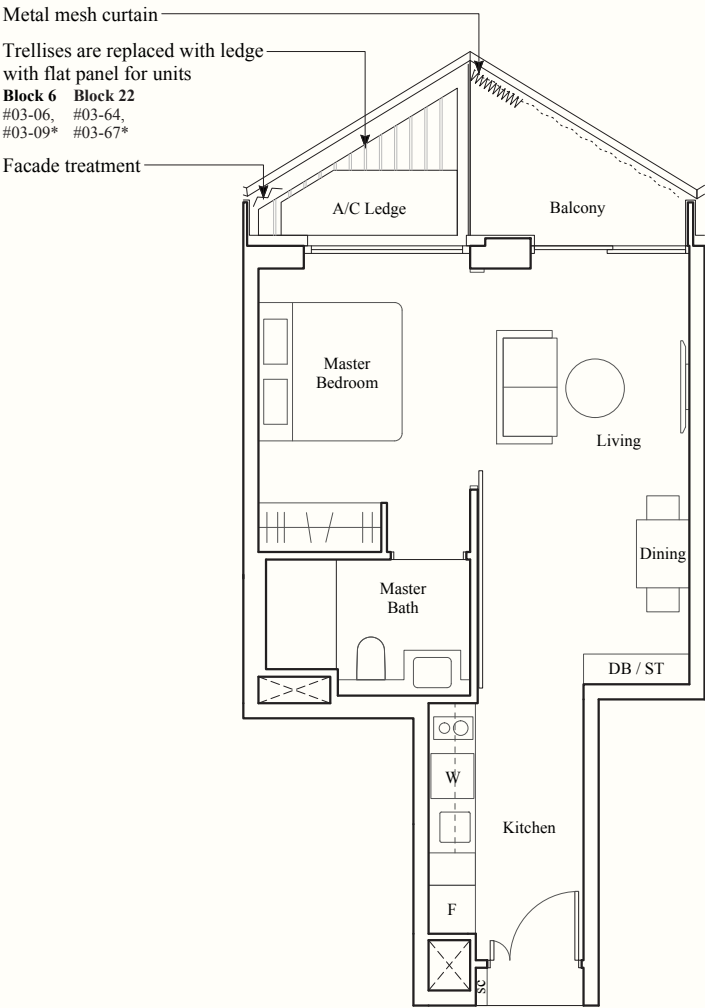 Metal mesh curtain
Trellises are replaced with ledge
with flat panel for units
Block 6 Block 22
#03-06, #03-64,
#03-09* #03-67*
Facade treatment
A/C Ledge
Balcony
Master
Bedroom
Living
Dining
Master
Bath
DB / ST
W
Kitchen
F
SC